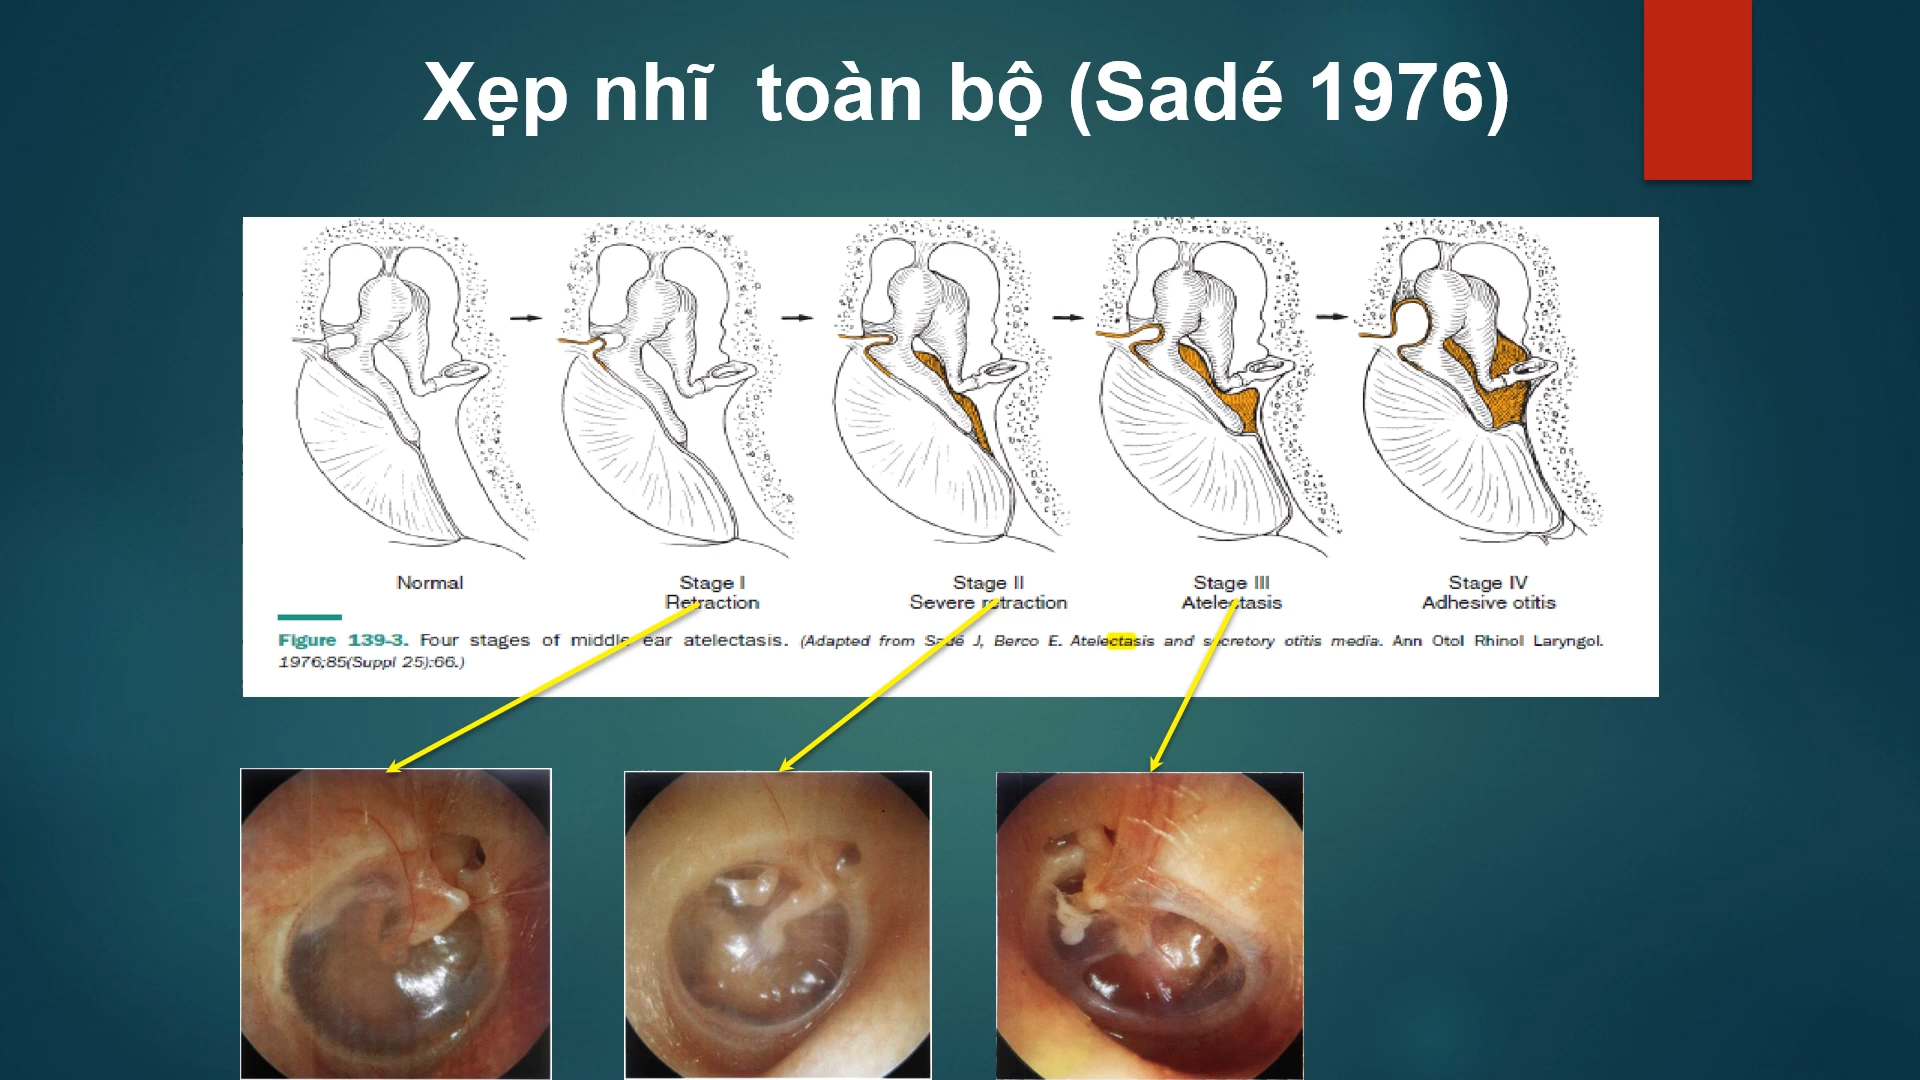 Xẹp nhĩ  toàn bộ (Sadé 1976)
Normal
Stage I
Retraction
Stage II
Severe retraction
Stage III
Atelectasis
Stage IV
Adhesive otitis
Figure 139-3. Four stages of middle ear atelectasis. (Adapted from Sadé J, Berco E. Atelectasis and secretory otitis media. Ann Otol Rhinol Laryngol.
1976;85(Suppl 25):66.)